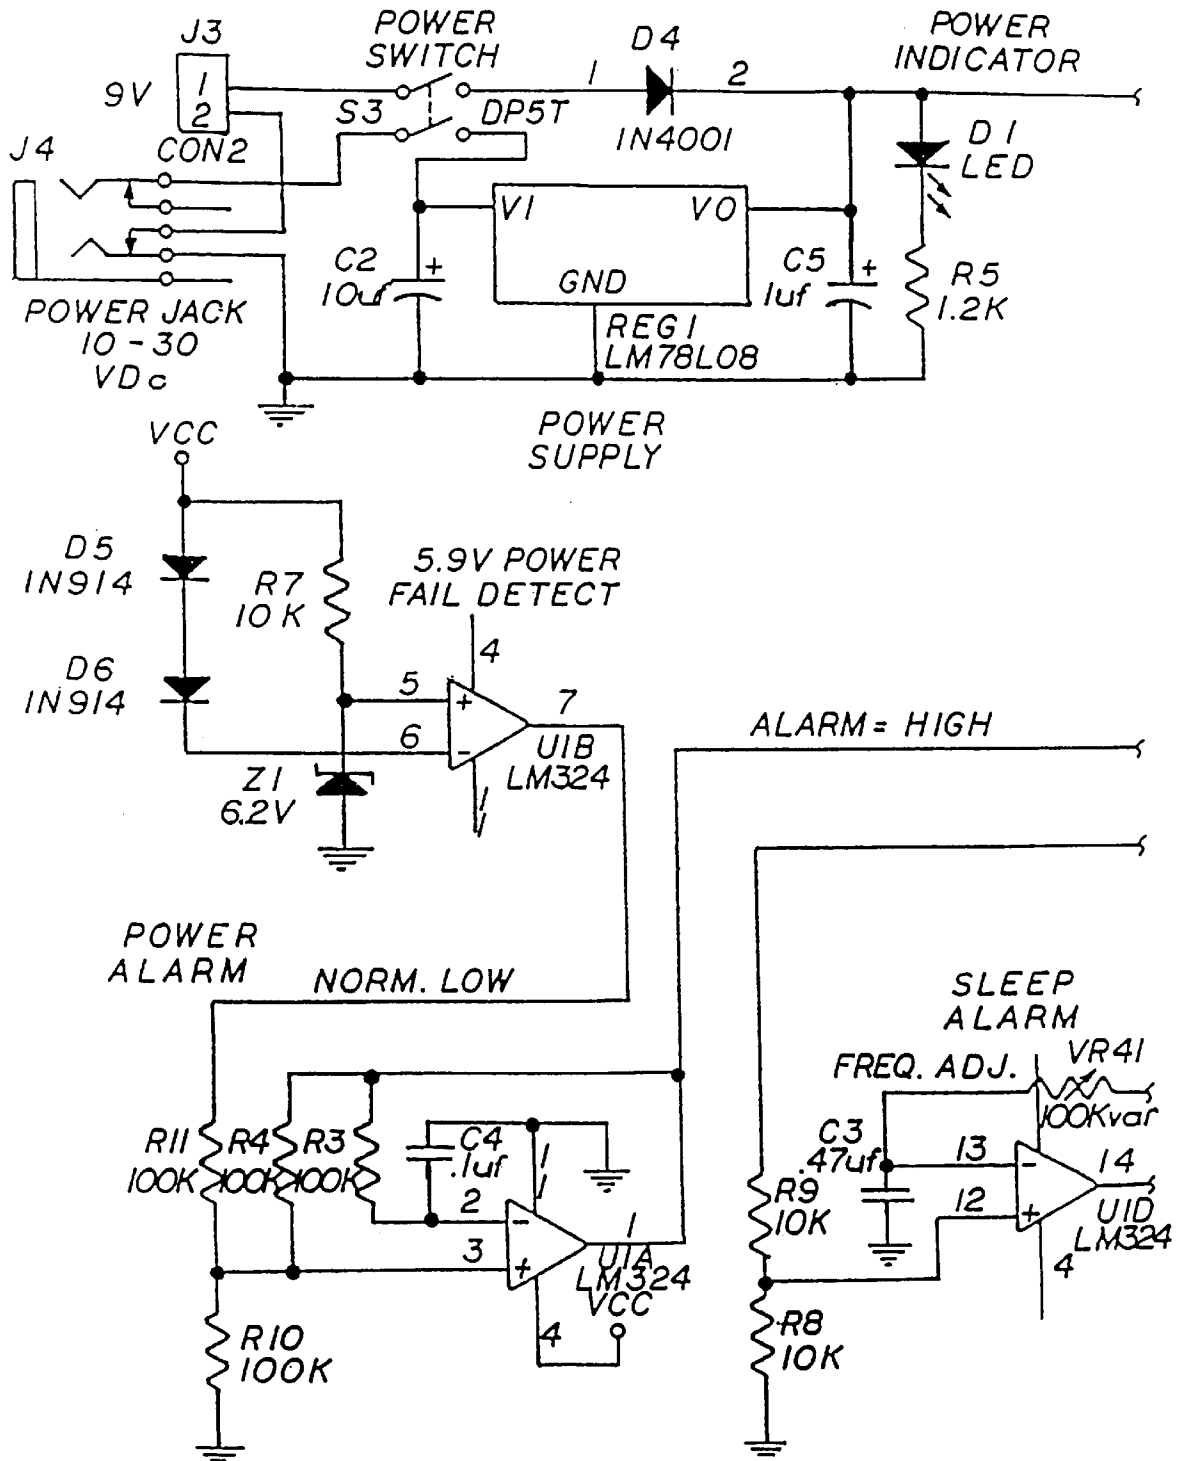 J3
POWER
SWITCH
D4
POWER
INDICATOR
9V
1
2
1
2
S3
DP5T
1N4001
D1
LED
J4
CON2
VI
VO
C2
10uf
+
GND
C5
1uf
+
R5
1.2K
POWER JACK
10-30
VDc
REG1
LM78L08
POWER
SUPPLY
VCC
D5
1N914
R7
10K
5.9V POWER
FAIL DETECT
4
D6
1N914
5
+
7
6
-
U1B
LM324
ALARM = HIGH
Z1
6.2V
11
POWER
ALARM
NORM. LOW
SLEEP
ALARM
FREQ. ADJ.
VR41
100Kvar
R11
100K
R4
100K
R3
100K
C4
.1uf
11
C3
.47uf
13
-
14
2
-
1
R9
10K
12
+
U1D
LM324
3
+
U1A
LM324
VCC
4
4
R10
100K
R8
10K